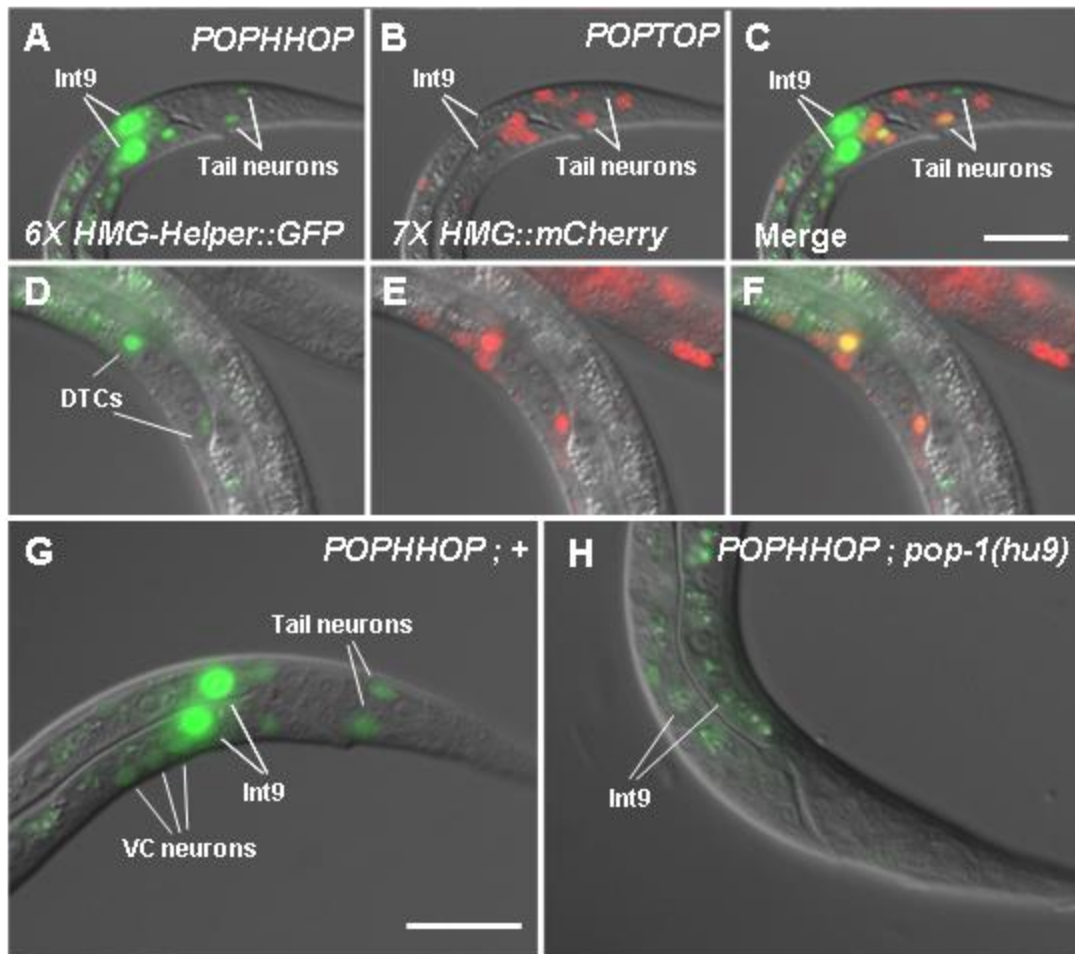 A POPHHOP
Int9
Tail neurons
6X HMG-Helper::GFP
B POPTOP
Int9
Tail neurons
7X HMG::mCherry
C
Int9
Tail neurons
Merge
D
DTCs
E
F
G POPHHOP ; +
Tail neurons
Int9
VC neurons
H POPHHOP ; pop-1(hu9)
Int9